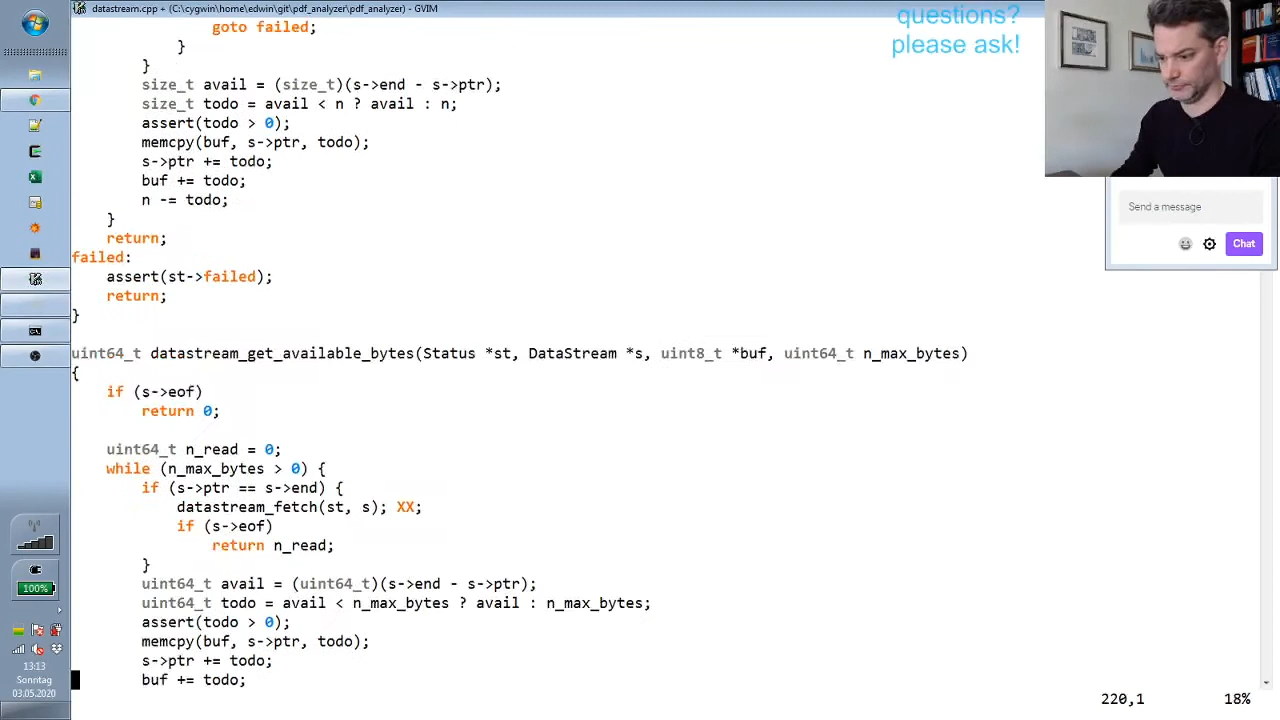 datastream.cpp + (C:\cygwin\home\edwin\git\pdf_analyzer\pdf_analyzer) - GVIM
questions?
please ask!
goto failed;
}
}
size_t avail = (size_t)(s->end - s->ptr);
size_t todo = avail < n ? avail : n;
assert(todo > 0);
memcpy(buf, s->ptr, todo);
s->ptr += todo;
buf += todo;
n -= todo;
}
return;
failed:
assert(st->failed);
return;
}
uint64_t datastream_get_available_bytes(Status *st, DataStream *s, uint8_t *buf, uint64_t n_max_bytes)
{
if (s->eof)
return 0;
uint64_t n_read = 0;
while (n_max_bytes > 0) {
if (s->ptr == s->end) {
datastream_fetch(st, s); XX;
if (s->eof)
return n_read;
}
uint64_t avail = (uint64_t)(s->end - s->ptr);
uint64_t todo = avail < n_max_bytes ? avail : n_max_bytes;
assert(todo > 0);
memcpy(buf, s->ptr, todo);
s->ptr += todo;
buf += todo;
220,1 18%
Send a message
Chat
100%
13:13
Sonntag
03.05.2020